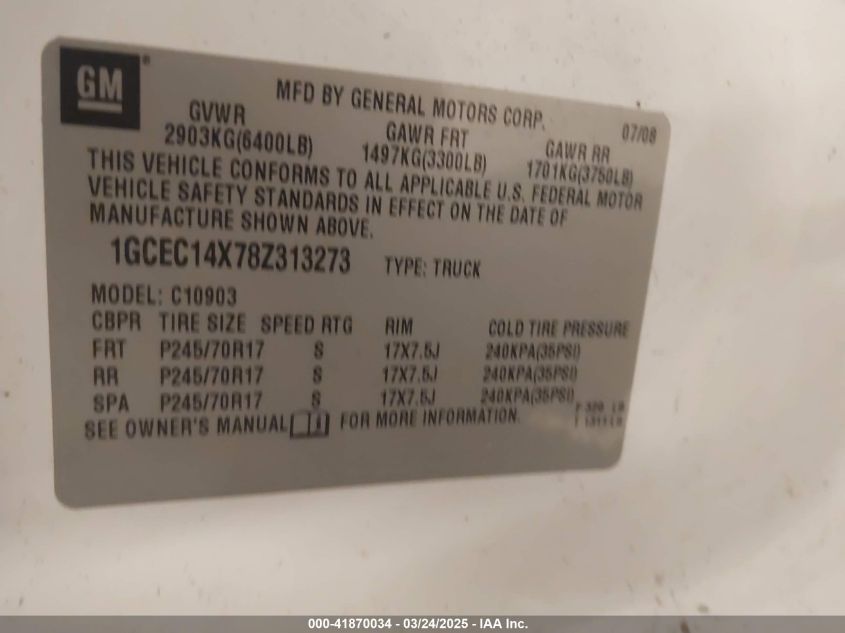 GM®
MFD BY GENERAL MOTORS CORP. 07/08
GVWR GAWR FRT GAWR RR
2903KG(6400LB) 1497KG(3300LB) 1701KG(3750LB)
THIS VEHICLE CONFORMS TO ALL APPLICABLE U.S. FEDERAL MOTOR
VEHICLE SAFETY STANDARDS IN EFFECT ON THE DATE OF
MANUFACTURE SHOWN ABOVE.
1GCEC14X78Z313273 TYPE: TRUCK
MODEL: C10903
CBPR TIRE SIZE SPEED RTG RIM COLD TIRE PRESSURE
FRT P245/70R17 S 17X7.5J 240KPA(35PSI)
RR P245/70R17 S 17X7.5J 240KPA(35PSI)
SPA P245/70R17 S 17X7.5J 240KPA(35PSI)
SEE OWNER'S MANUAL FOR MORE INFORMATION.
000-41870034 - 03/24/2025 - IAA Inc.